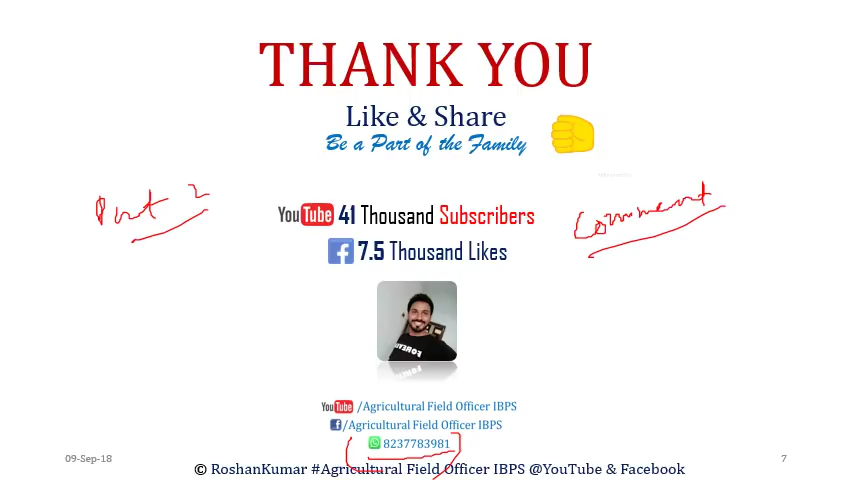 THANK YOU
Like & Share
Be a Part of the Family
Part 2
YouTube 41 Thousand Subscribers
Comment
7.5 Thousand Likes
FOREVER
YouTube /Agricultural Field Officer IBPS
/Agricultural Field Officer IBPS
8237783981
09-Sep-18
7
© RoshanKumar #Agricultural Field Officer IBPS @YouTube & Facebook